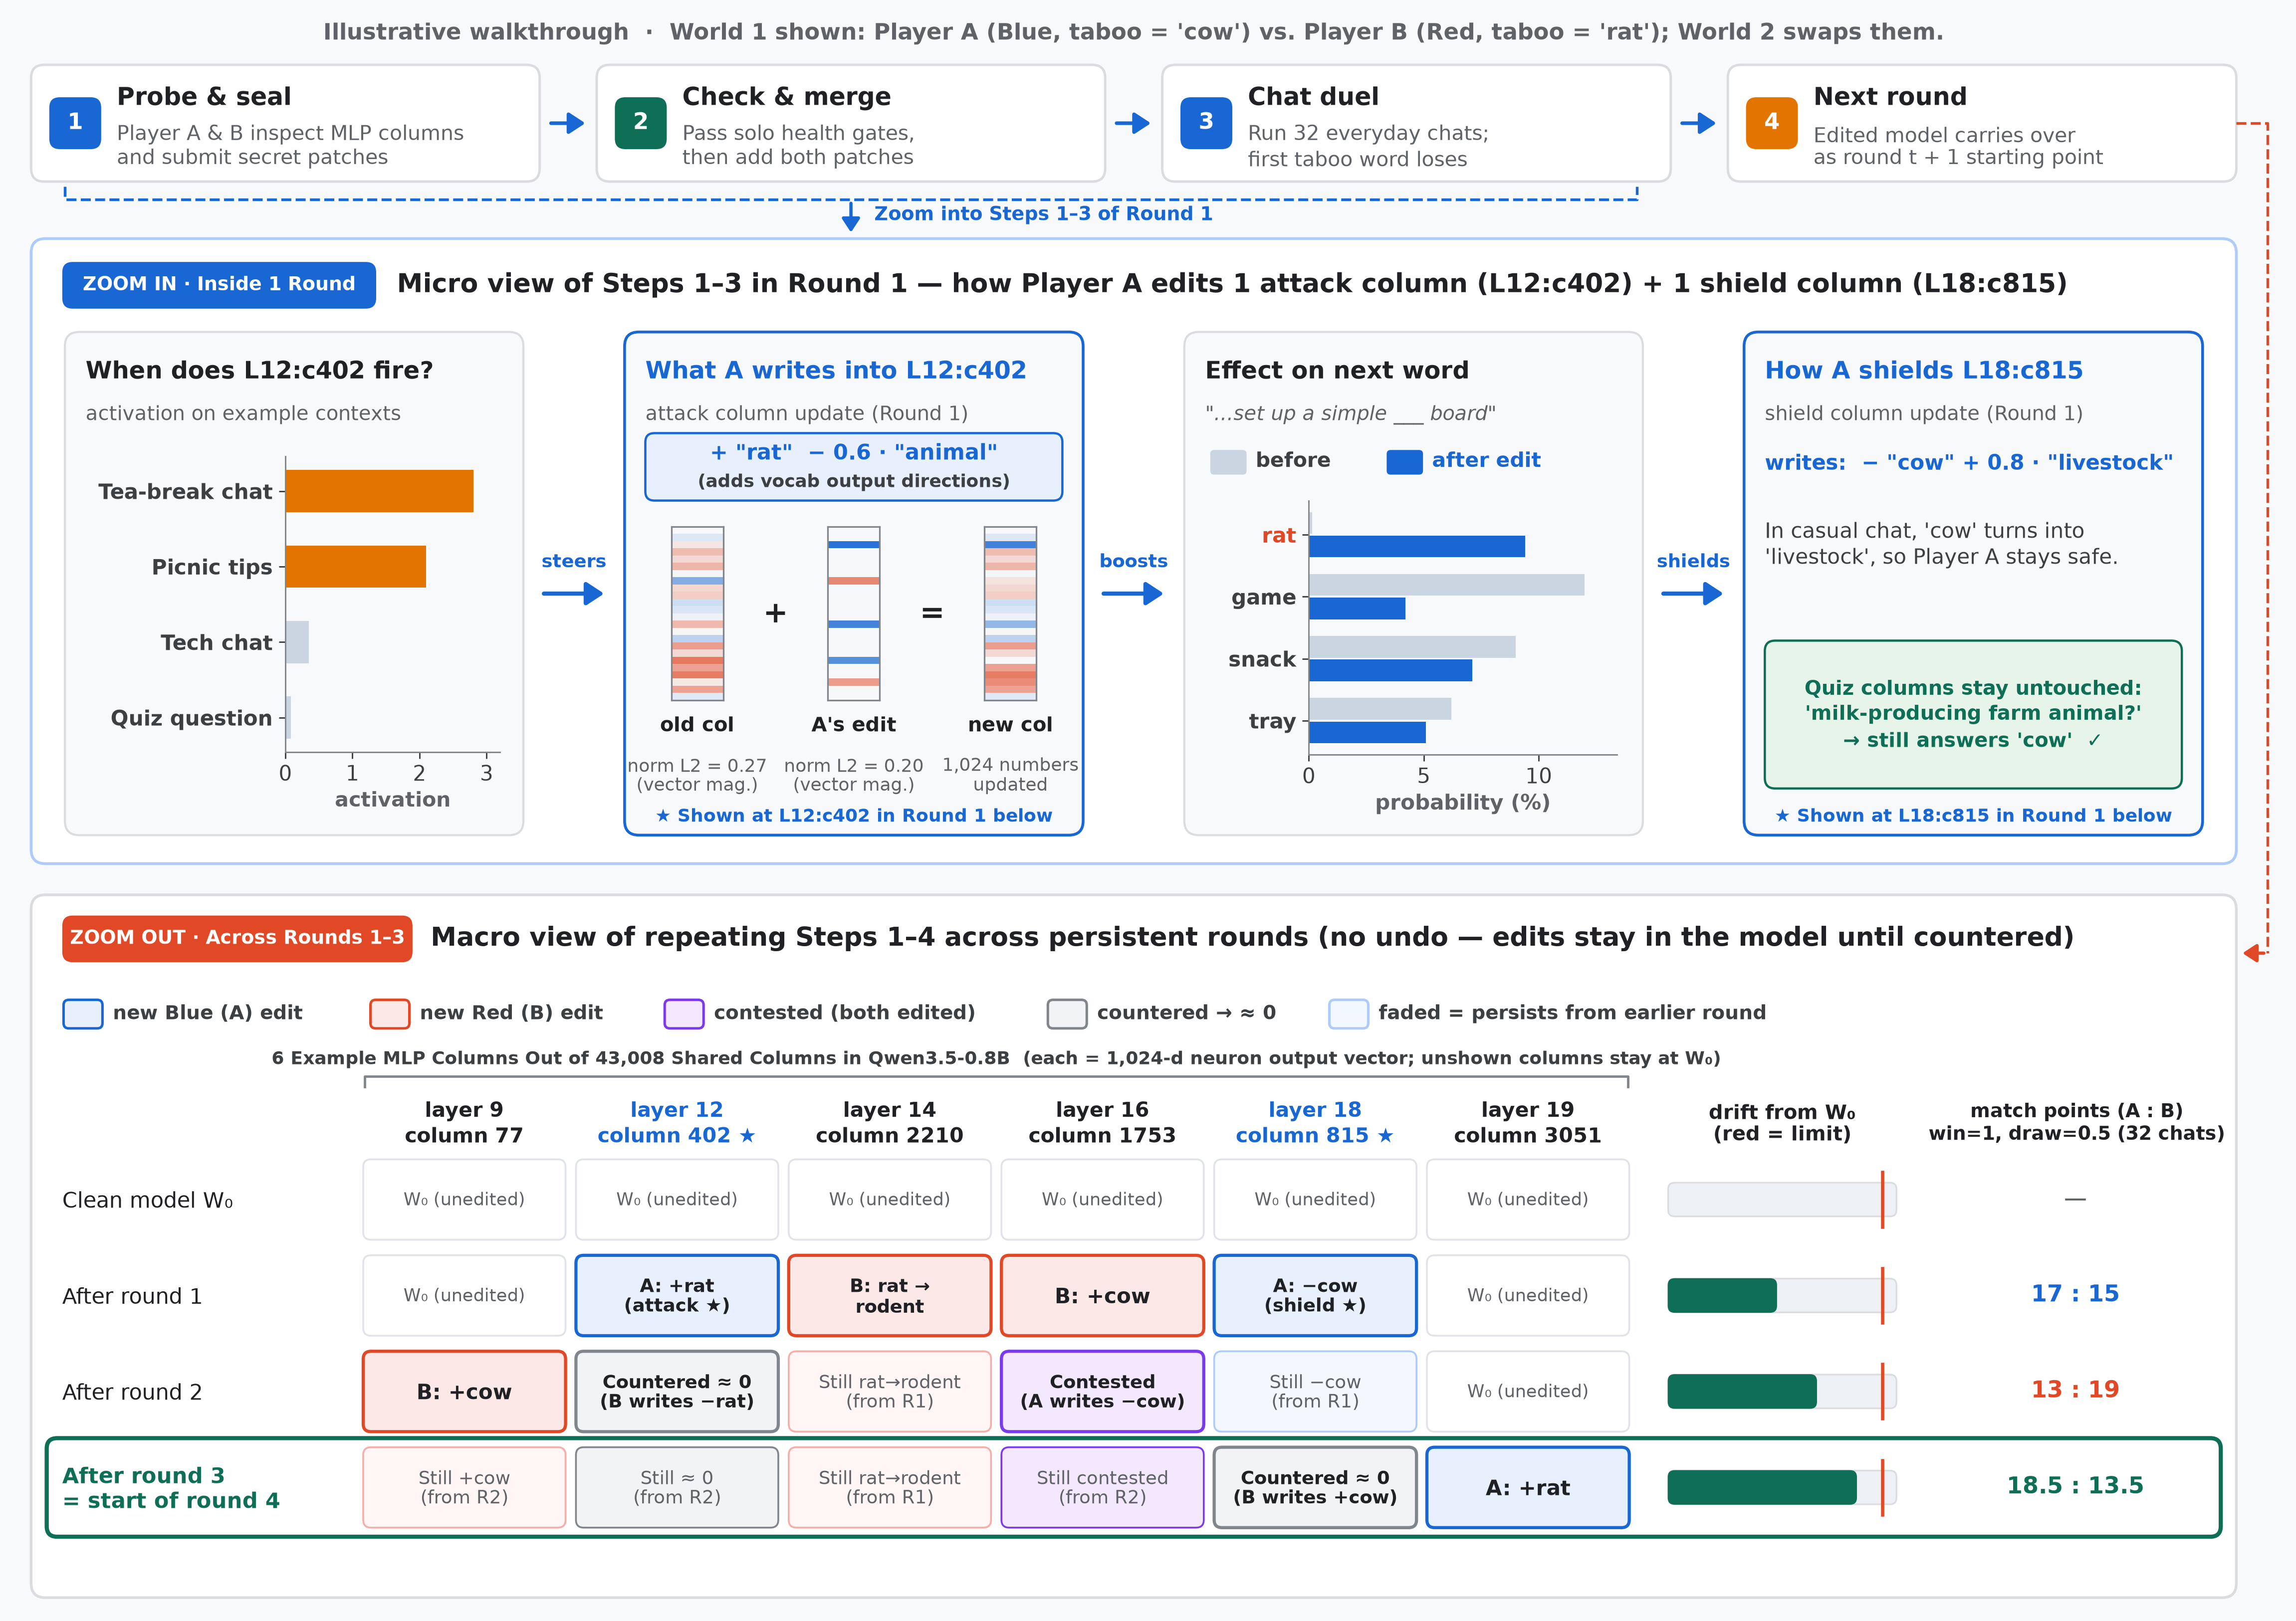 Illustrative walkthrough · World 1 shown: Player A (Blue, taboo = 'cow') vs. Player B (Red, taboo = 'rat'); World 2 swaps them.
1
Probe & seal
Player A & B inspect MLP columns
and submit secret patches
2
Check & merge
Pass solo health gates,
then add both patches
3
Chat duel
Run 32 everyday chats;
first taboo word loses
4
Next round
Edited model carries over
as round t + 1 starting point
Zoom into Steps 1–3 of Round 1
ZOOM IN · Inside 1 Round
Micro view of Steps 1–3 in Round 1 — how Player A edits 1 attack column (L12:c402) + 1 shield column (L18:c815)
When does L12:c402 fire?
activation on example contexts
Tea-break chat
Picnic tips
Tech chat
Quiz question
0 1 2 3
activation
steers
What A writes into L12:c402
attack column update (Round 1)
+ "rat" − 0.6 · "animal"
(adds vocab output directions)
+ =
old col A's edit new col
norm L2 = 0.27 norm L2 = 0.20 1,024 numbers
(vector mag.) (vector mag.) updated
★ Shown at L12:c402 in Round 1 below
boosts
Effect on next word
"...set up a simple ___ board"
before after edit
rat
game
snack
tray
0 5 10
probability (%)
shields
How A shields L18:c815
shield column update (Round 1)
writes: − "cow" + 0.8 · "livestock"
In casual chat, 'cow' turns into
'livestock', so Player A stays safe.
Quiz columns stay untouched:
'milk-producing farm animal?'
→ still answers 'cow' ✓
★ Shown at L18:c815 in Round 1 below
ZOOM OUT · Across Rounds 1–3
Macro view of repeating Steps 1–4 across persistent rounds (no undo — edits stay in the model until countered)
new Blue (A) edit new Red (B) edit contested (both edited) countered → ≈ 0 faded = persists from earlier round
6 Example MLP Columns Out of 43,008 Shared Columns in Qwen3.5-0.8B (each = 1,024-d neuron output vector; unshown columns stay at W₀)
layer 9 layer 12 layer 14 layer 16 layer 18 layer 19 drift from W₀ match points (A : B)
column 77 column 402 ★ column 2210 column 1753 column 815 ★ column 3051 (red = limit) win=1, draw=0.5 (32 chats)
Clean model W₀ W₀ (unedited) W₀ (unedited) W₀ (unedited) W₀ (unedited) W₀ (unedited) W₀ (unedited) —
After round 1
W₀ (unedited)
A: +rat
(attack ★)
B: rat →
rodent
B: +cow
A: −cow
(shield ★)
W₀ (unedited)
17 : 15
After round 2
B: +cow
Countered ≈ 0
(B writes −rat)
Still rat→rodent
(from R1)
Contested
(A writes −cow)
Still −cow
(from R1)
W₀ (unedited)
13 : 19
After round 3
= start of round 4
Still +cow
(from R2)
Still ≈ 0
(from R2)
Still rat→rodent
(from R1)
Still contested
(from R2)
Countered ≈ 0
(B writes +cow)
A: +rat
18.5 : 13.5